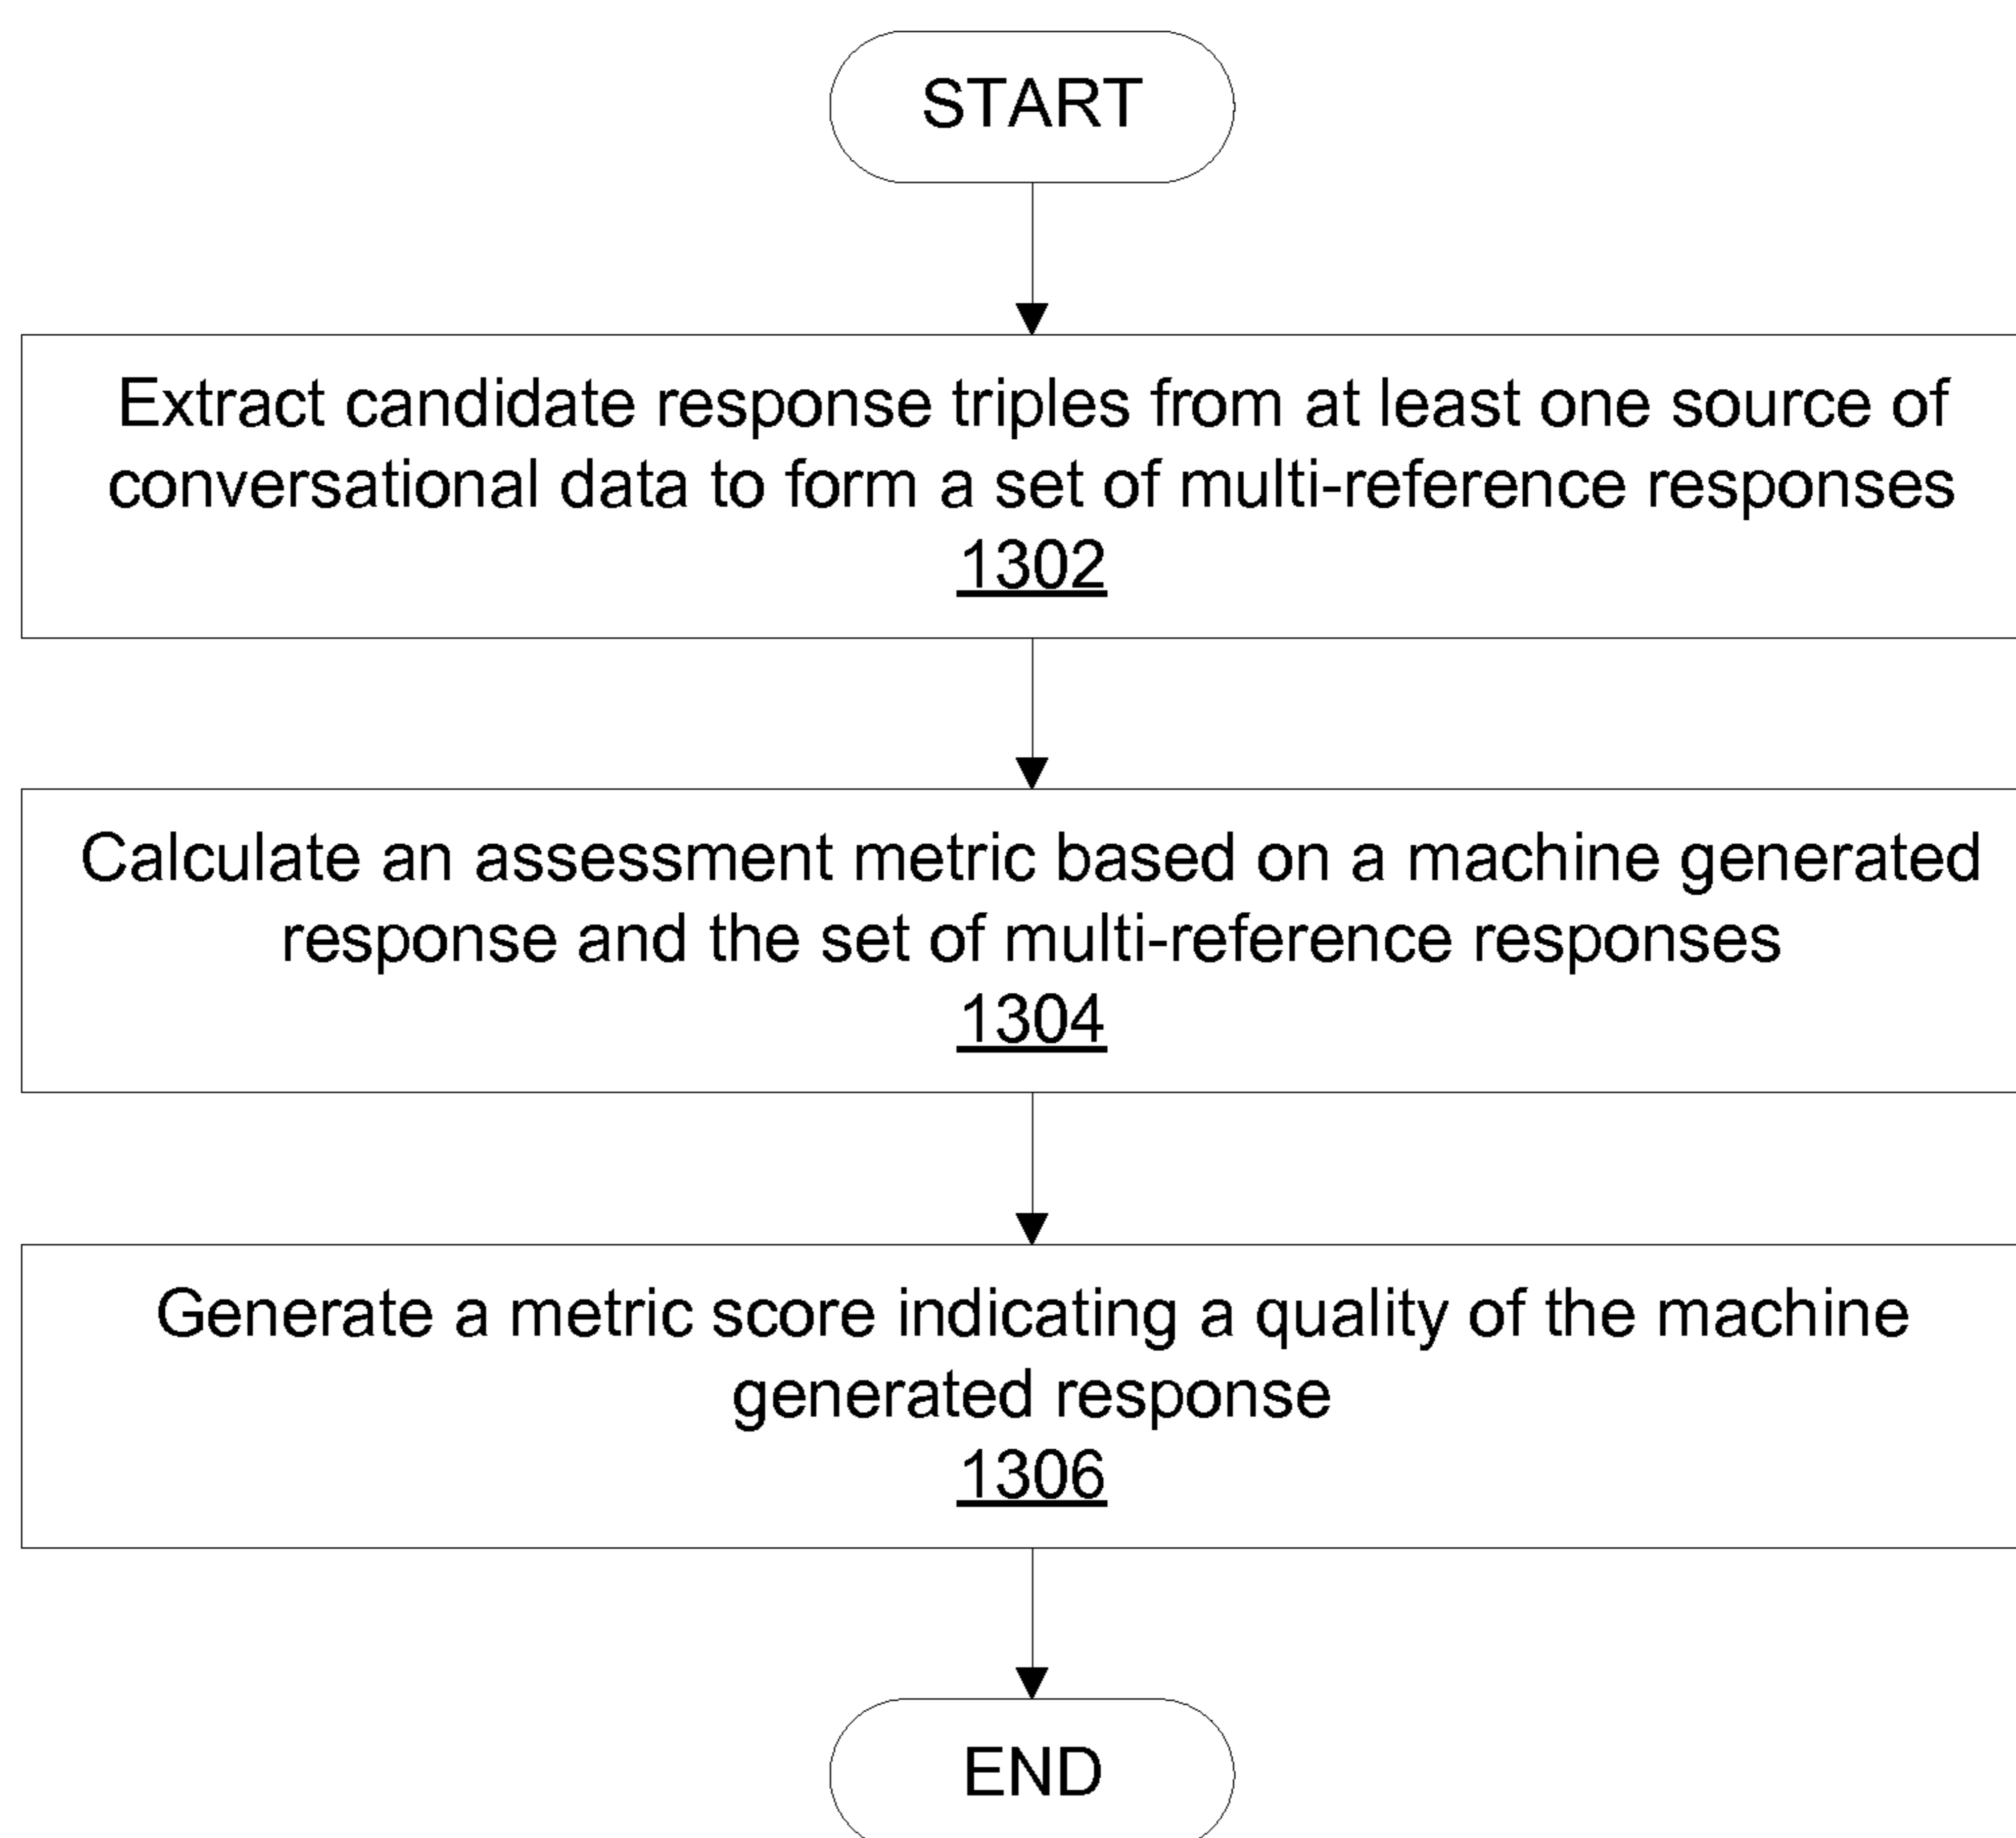 START
Extract candidate response triples from at least one source of
conversational data to form a set of multi-reference responses
1302
Calculate an assessment metric based on a machine generated
response and the set of multi-reference responses
1304
Generate a metric score indicating a quality of the machine
generated response
1306
END